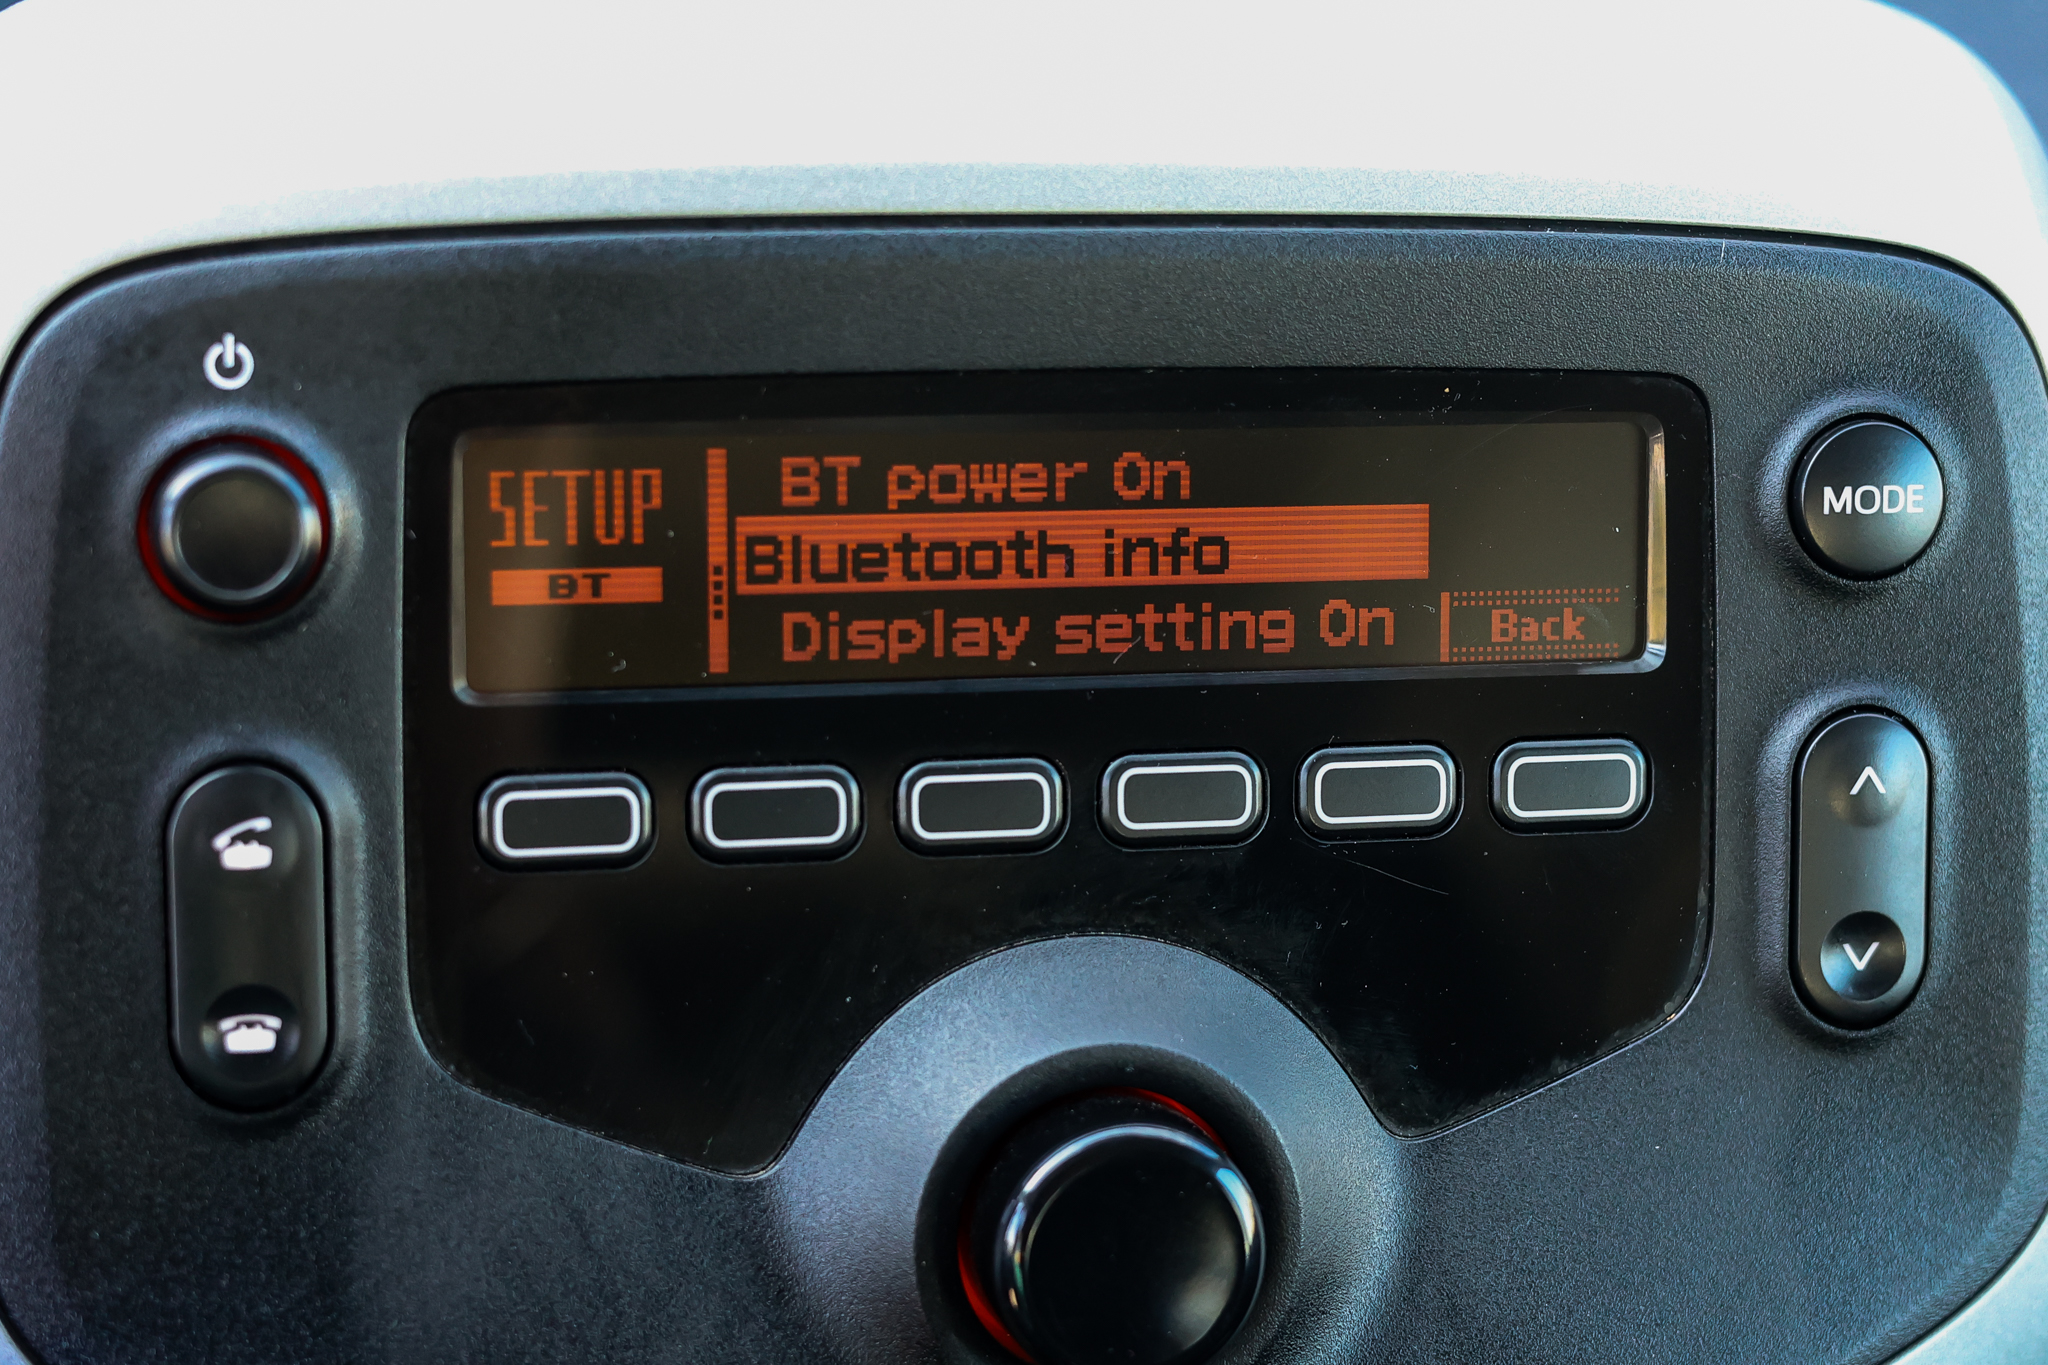 SETUP
BT
BT power On
Bluetooth info
Display setting On
Back
MODE